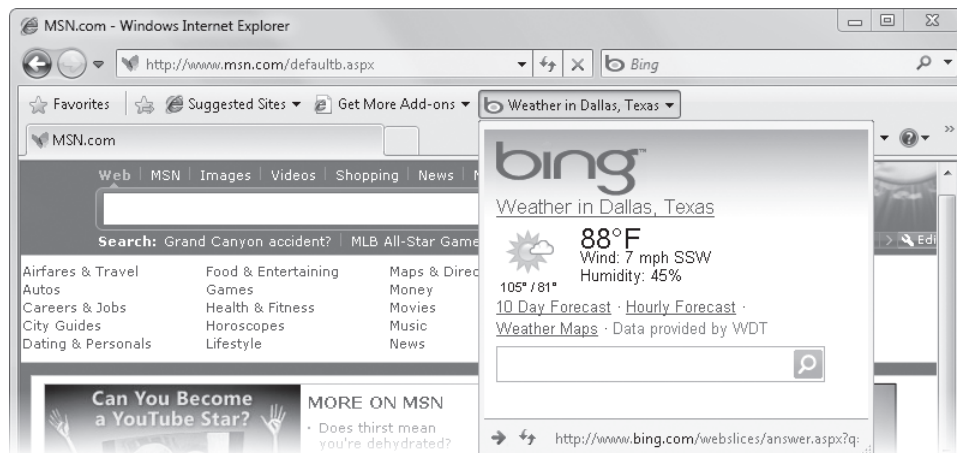 MSN.com - Windows Internet Explorer
http://www.msn.com/defaultb.aspx
Bing
Favorites Suggested Sites Get More Add-ons Weather in Dallas, Texas
MSN.com
Web | MSN | Images | Videos | Shopping | News
Search: Grand Canyon accident? | MLB All-Star Game
Edi
Airfares & Travel Food & Entertaining Maps & Direc
Autos Games Money
Careers & Jobs Health & Fitness Movies
City Guides Horoscopes Music
Dating & Personals Lifestyle News
Can You Become
a YouTube Star?
MORE ON MSN
· Does thirst mean
you're dehydrated?
bing™
Weather in Dallas, Texas
88°F
Wind: 7 mph SSW
Humidity: 45%
105° / 81°
10 Day Forecast · Hourly Forecast ·
Weather Maps · Data provided by WDT
http://www.bing.com/webslices/answer.aspx?q: